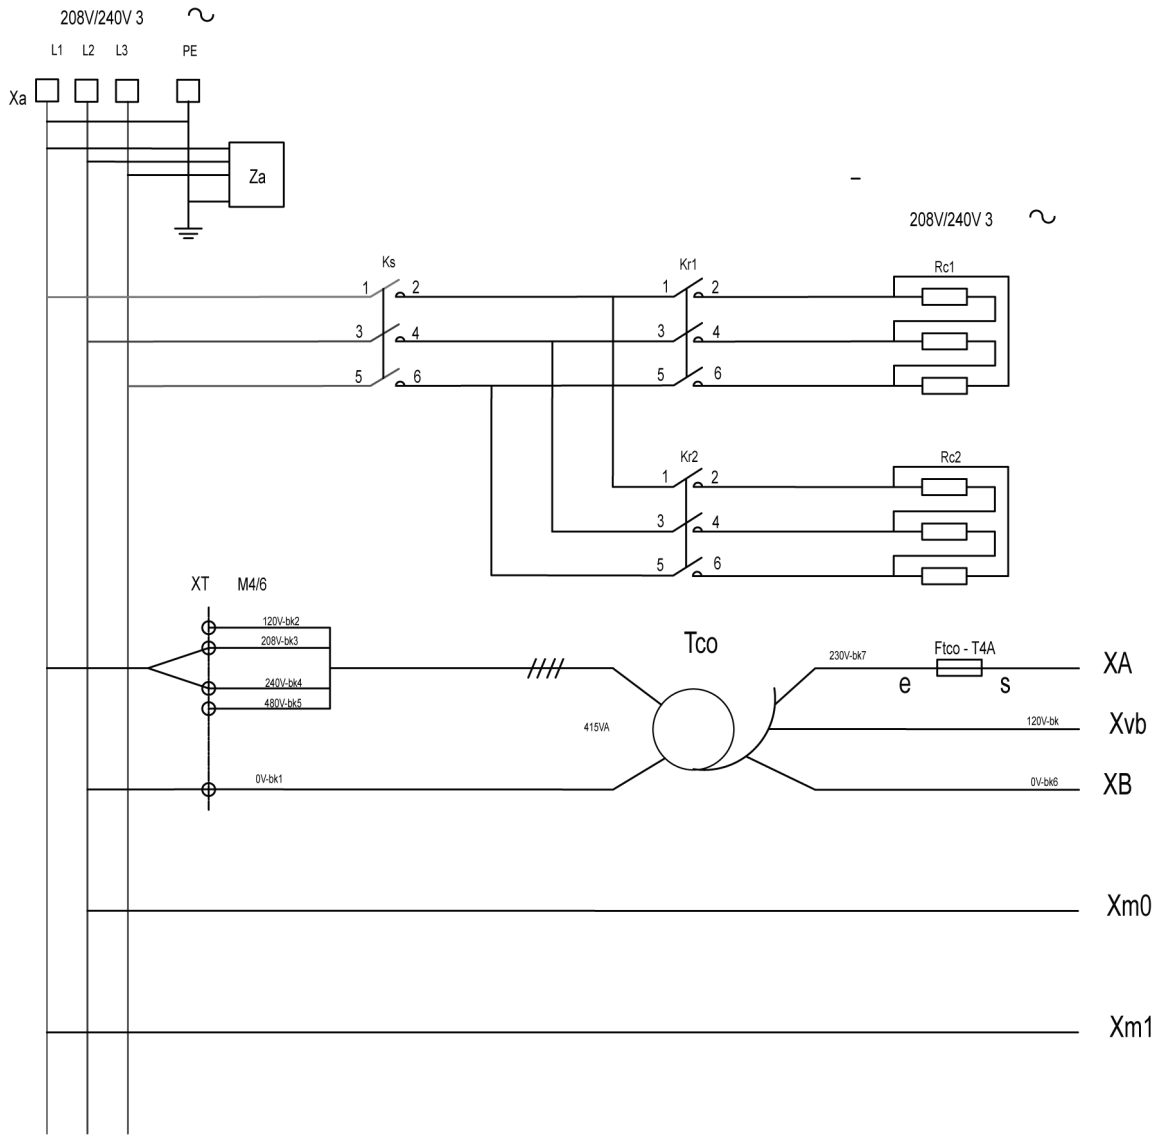 208V/240V 3 ~
L1 L2 L3 PE
Xa
Za
–
208V/240V 3 ~
Ks Kr1 Rc1
1 2 1 2
3 4 3 4
5 6 5 6
Kr2 Rc2
1 2
3 4
5 6
XT M4/6
120V-bk2
208V-bk3
240V-bk4
480V-bk5
0V-bk1
Tco
415VA
230V-bk7
Ftco - T4A
e s
XA
120V-bk
Xvb
0V-bk6
XB
Xm0
Xm1